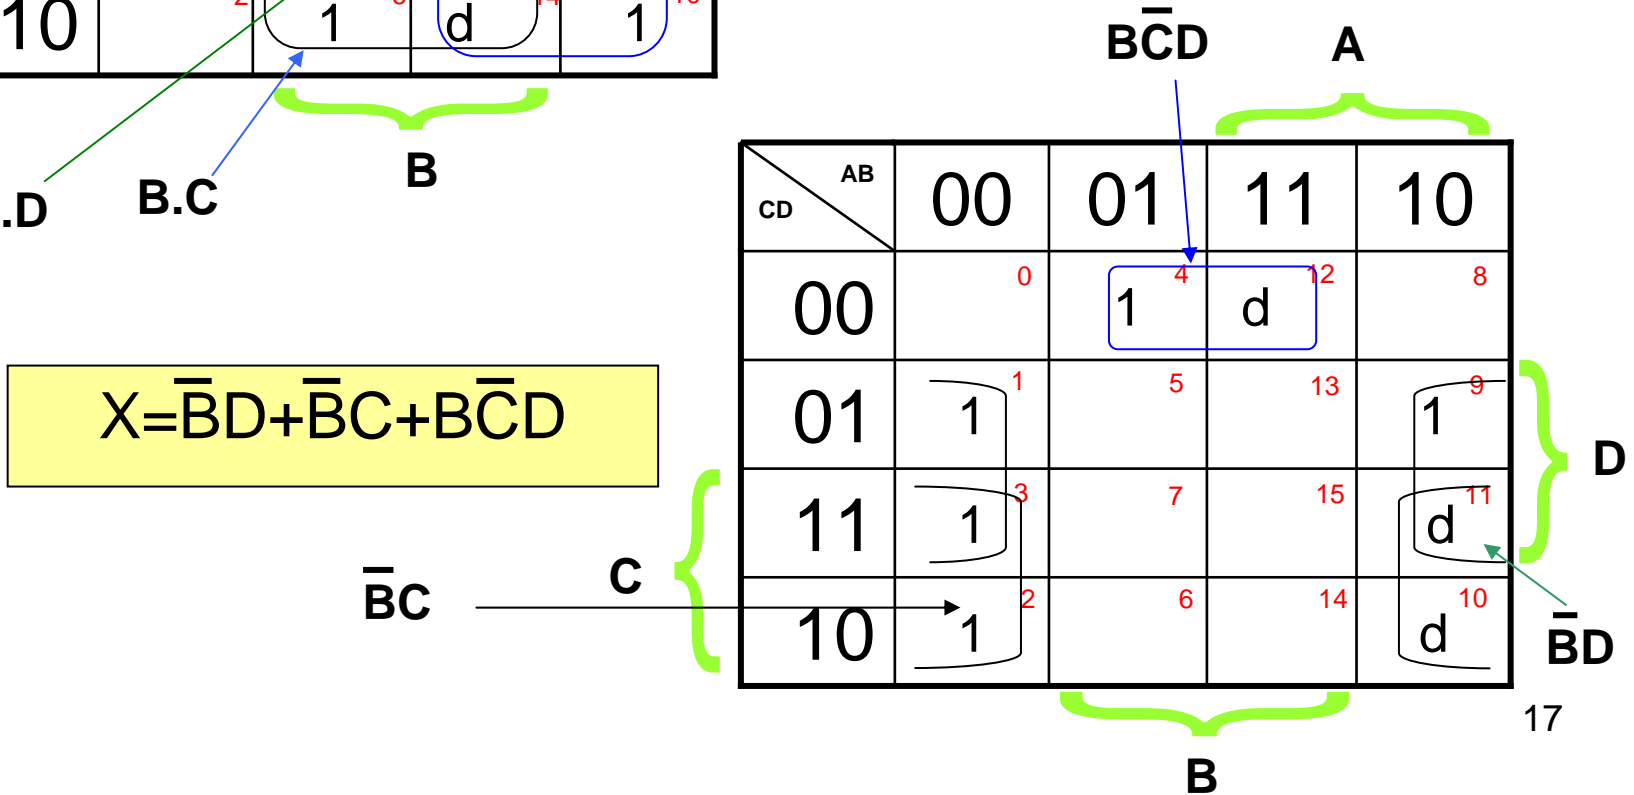 10 1 d 1
B
B.C
.D
BC̅D
A
AB
CD
00 01 11 10
00 0 1 4 d 12 8
01 1 1 5 13 1 9
11 1 3 7 15 d 11
10 1 2 6 14 d 10
D
C
B̅C
B̅D
B
X=B̅D+B̅C+BC̅D
17